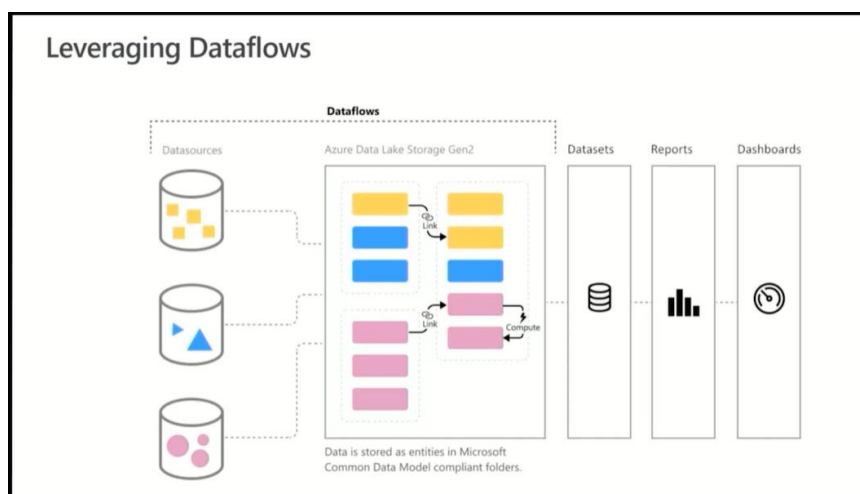 Leveraging Dataflows
Dataflows
Datasources
Azure Data Lake Storage Gen2
Datasets
Reports
Dashboards
Link
Link
Compute
Data is stored as entities in Microsoft
Common Data Model compliant folders.